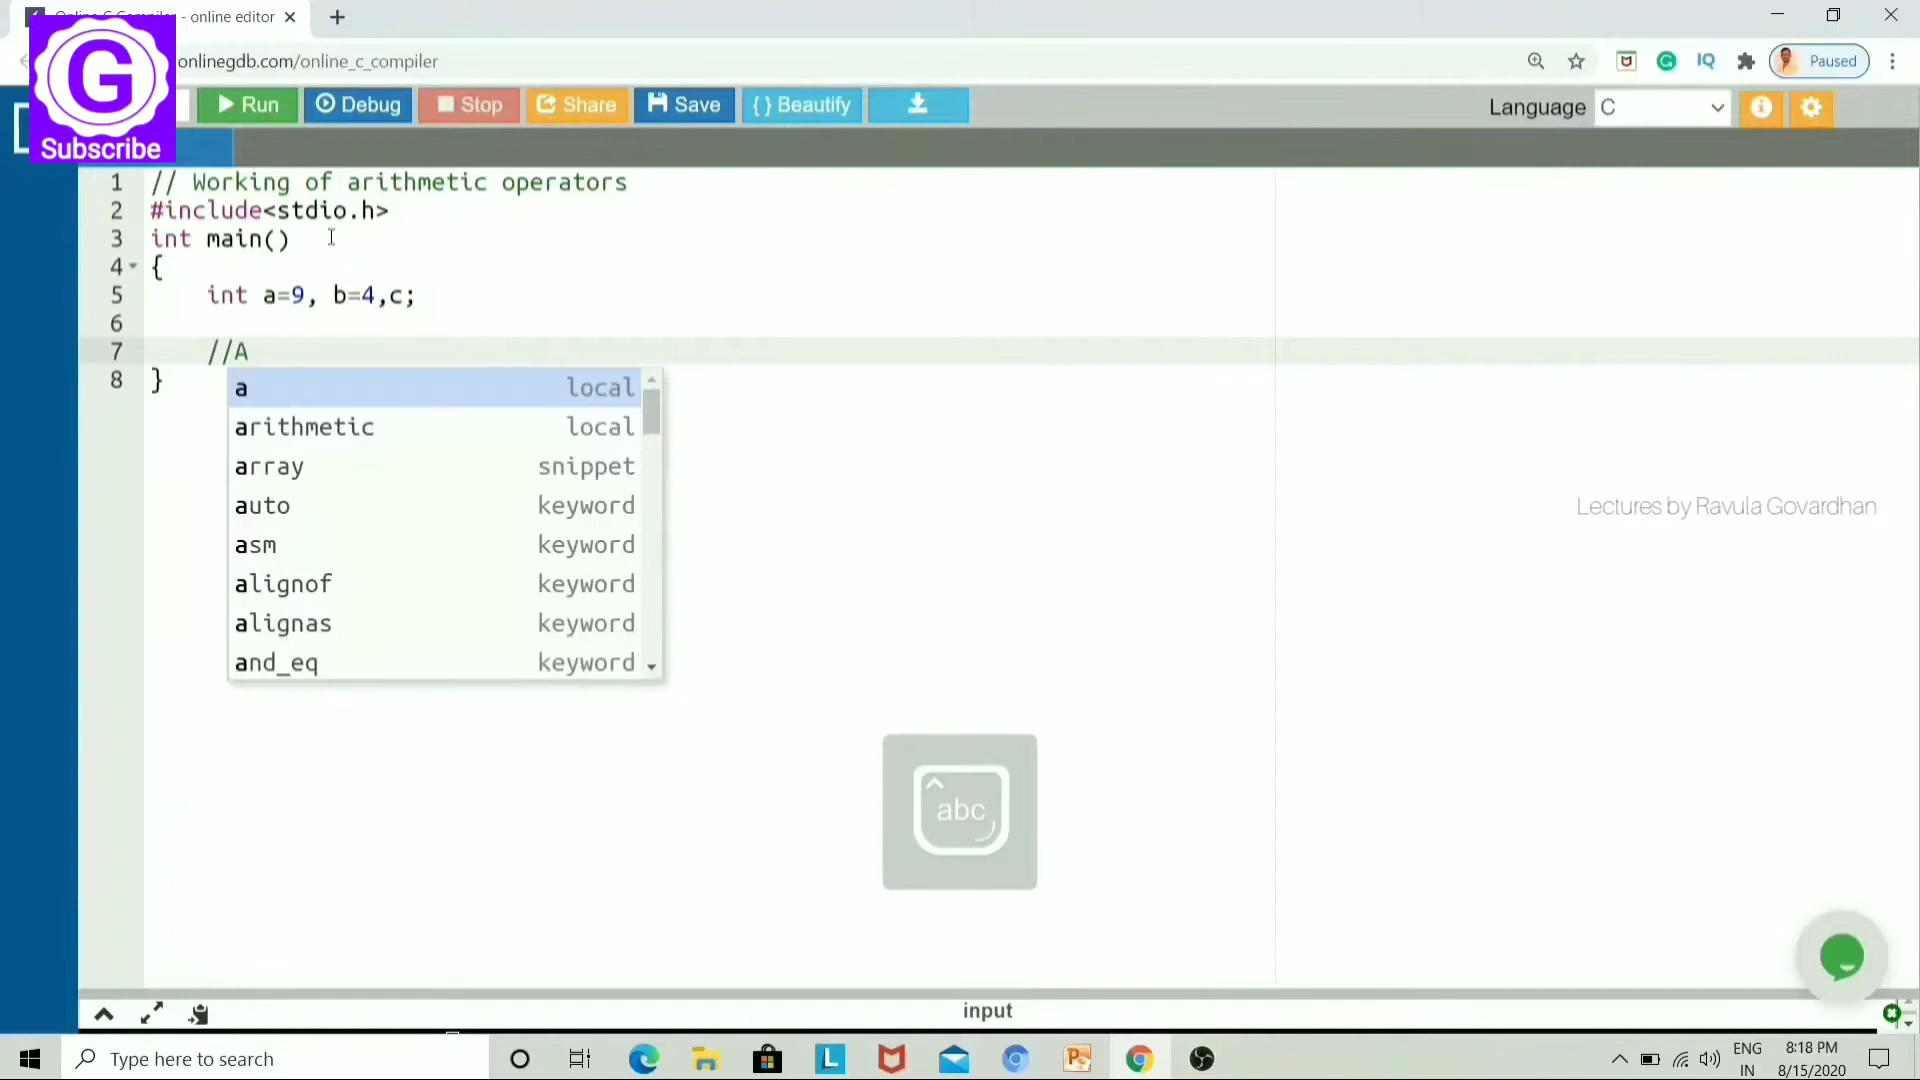 Online C Compiler - online editor
onlinegdb.com/online_c_compiler
Paused
G
Subscribe
Run
Debug
Stop
Share
Save
{ } Beautify
Language
C
1 // Working of arithmetic operators
2 #include<stdio.h>
3 int main()
4 {
5 int a=9, b=4,c;
6
7 //A
8 }
a local
arithmetic local
array snippet
auto keyword
asm keyword
alignof keyword
alignas keyword
and_eq keyword
Lectures by Ravula Govardhan
abc
input
Type here to search
ENG
IN
8:18 PM
8/15/2020